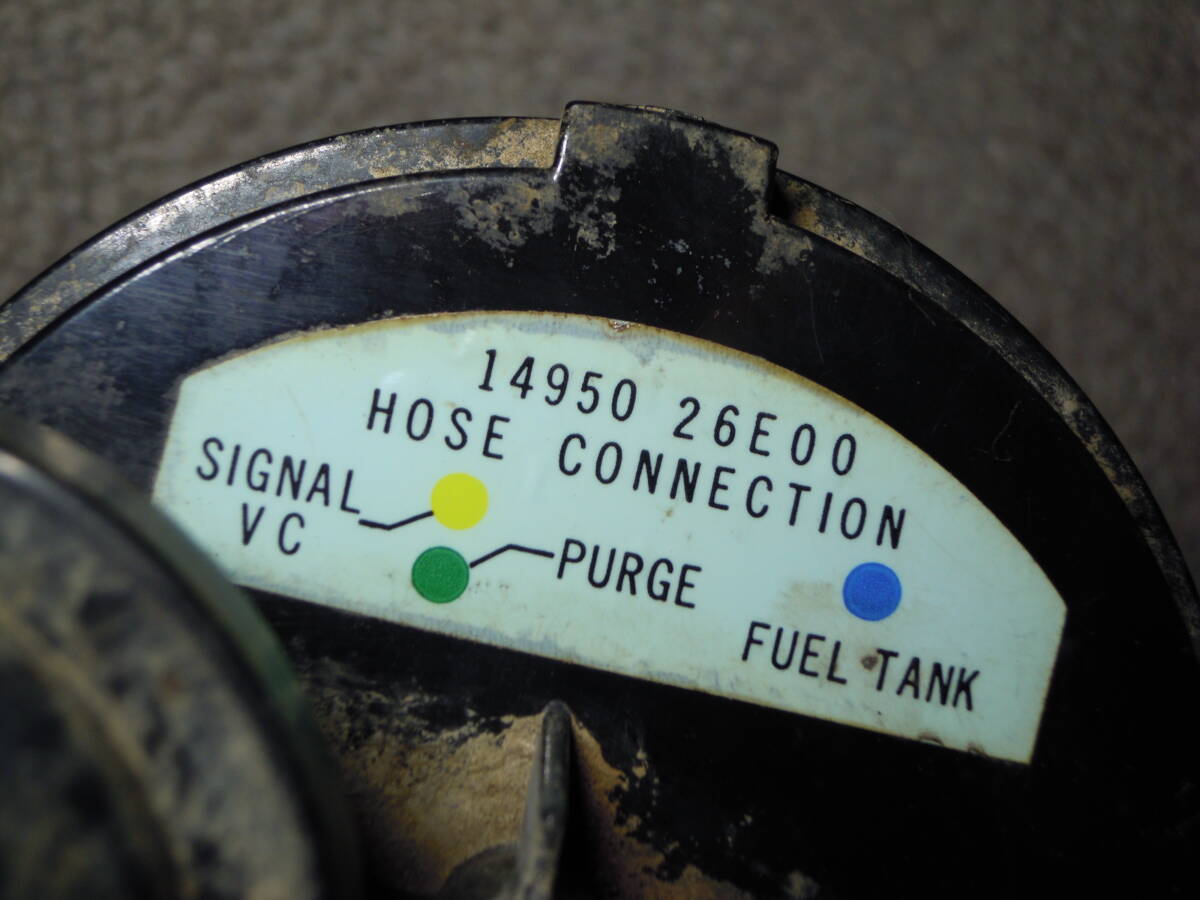 14950 26E00
HOSE CONNECTION
SIGNAL
VC
PURGE
FUEL TANK